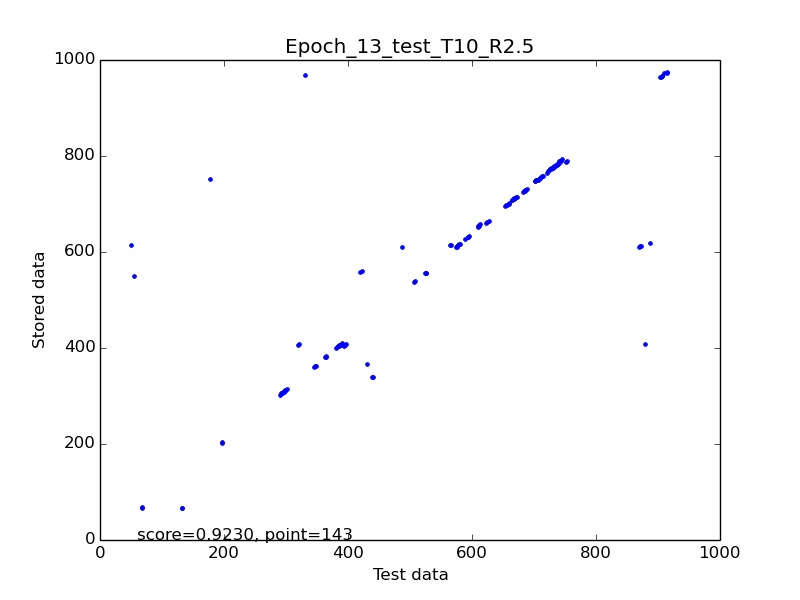 Epoch_13_test_T10_R2.5
1000
800
600
400
200
0
Stored data
score=0.9230, point=143
0 200 400 600 800 1000
Test data